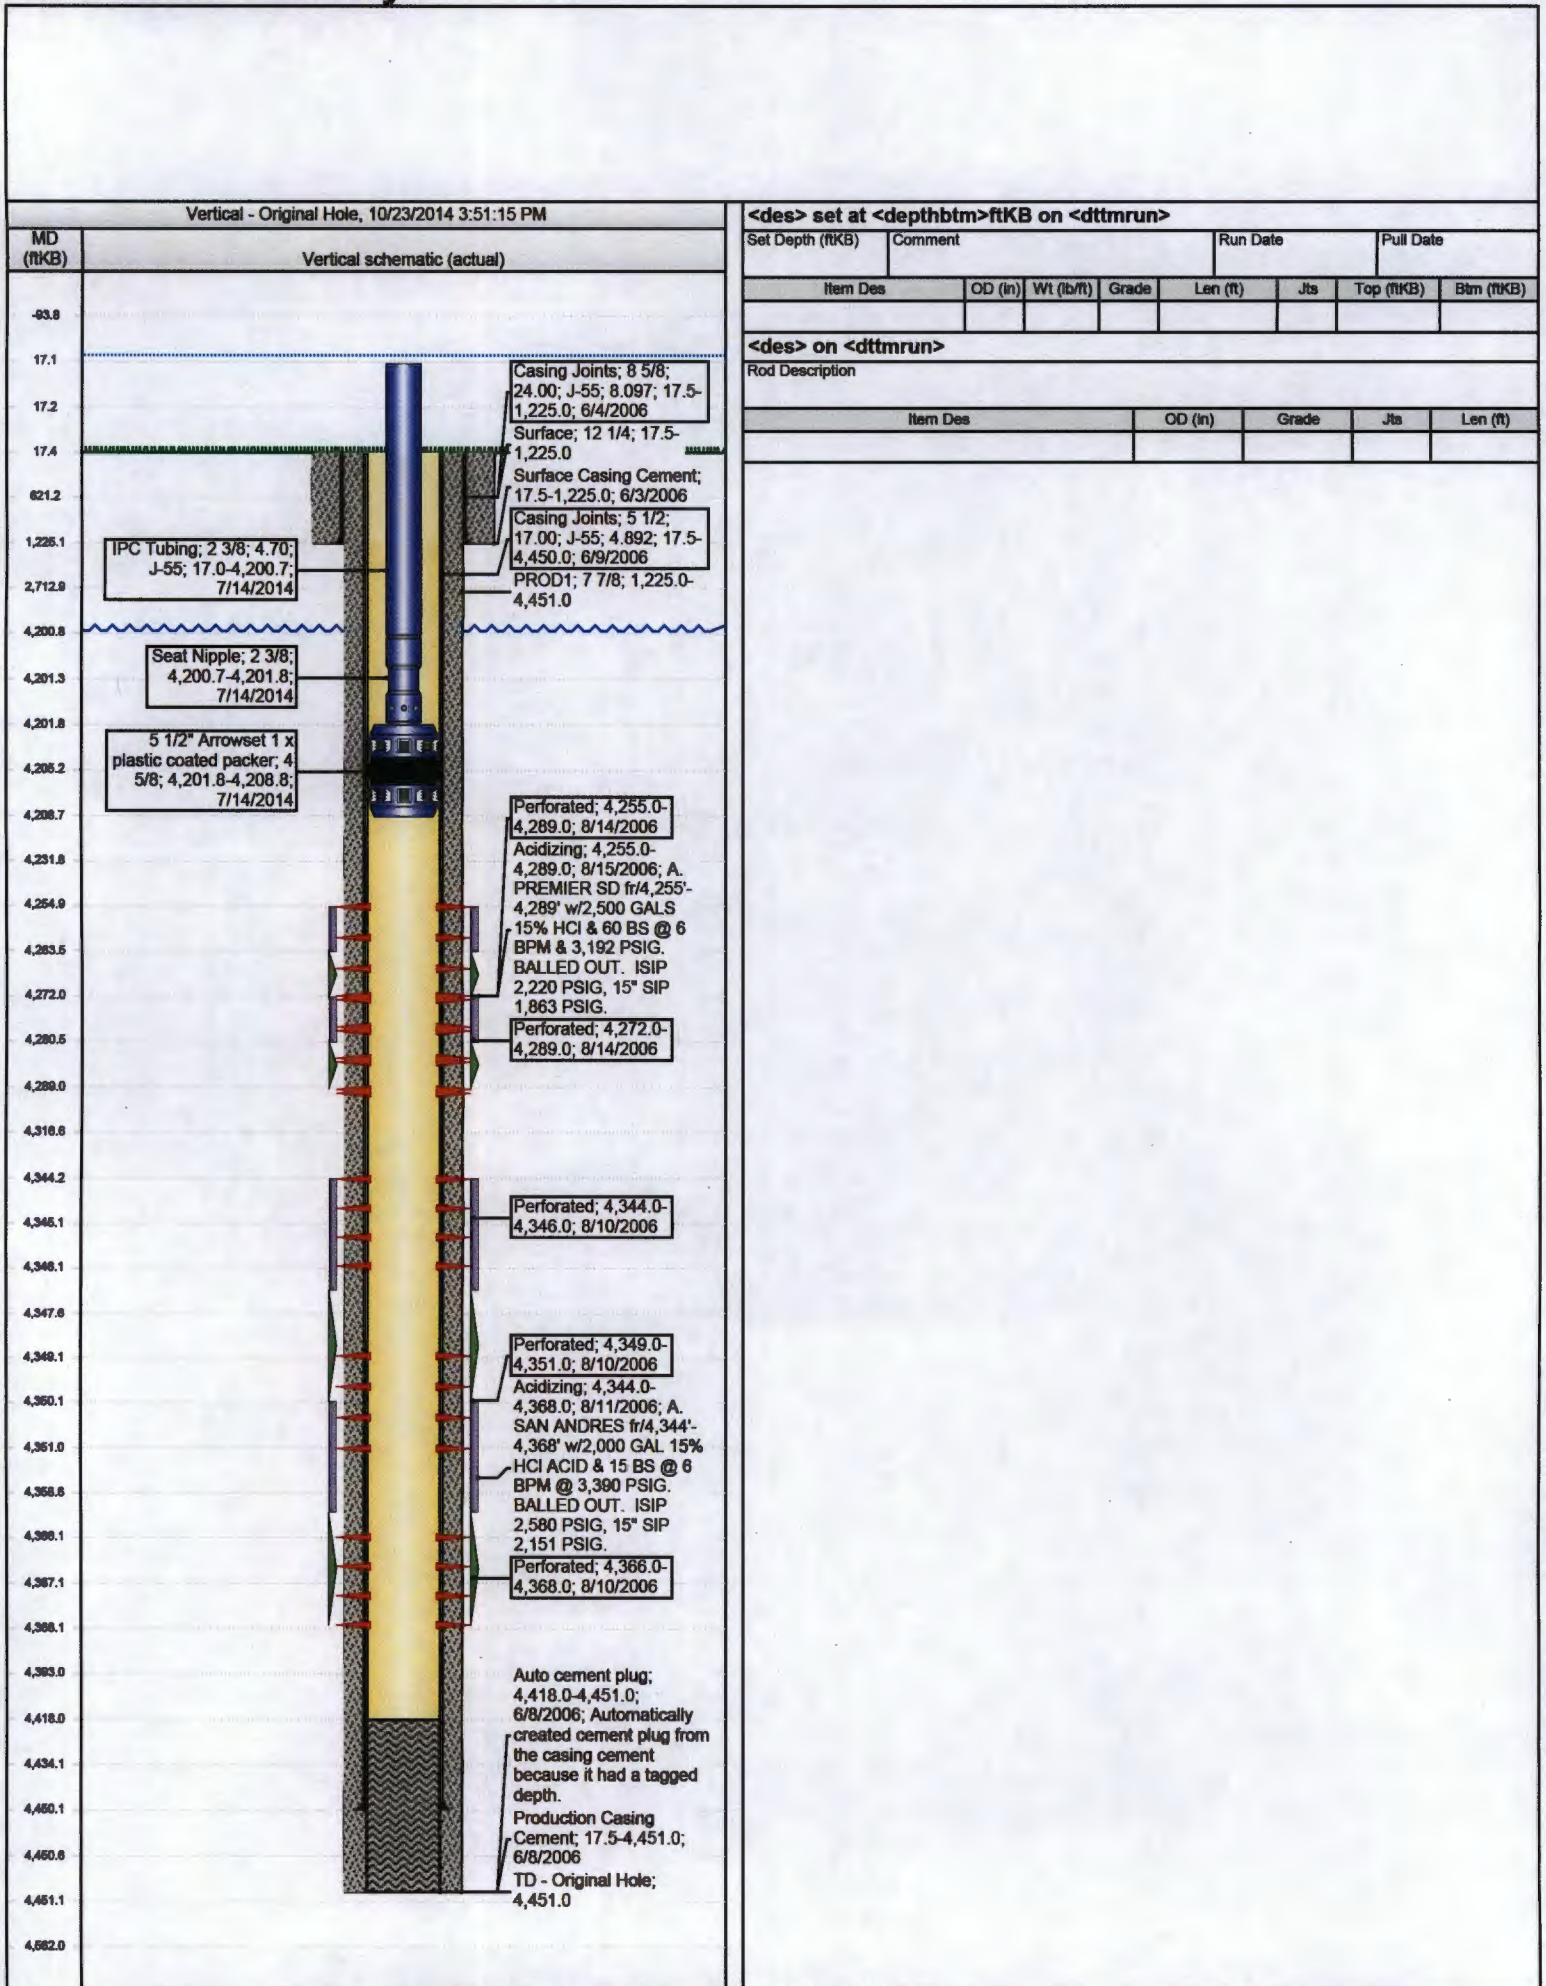 Vertical - Original Hole, 10/23/2014 3:51:15 PM
MD
(ftKB)
Vertical schematic (actual)
-93.8
17.1
17.2
17.4
621.2
1,225.1
2,712.9
4,200.8
4,201.3
4,201.8
4,205.2
4,208.7
4,231.8
4,254.9
4,263.5
4,272.0
4,280.5
4,289.0
4,316.6
4,344.2
4,345.1
4,346.1
4,347.6
4,349.1
4,350.1
4,351.0
4,358.6
4,366.1
4,367.1
4,368.1
4,393.0
4,418.0
4,434.1
4,450.1
4,450.6
4,451.1
4,562.0
IPC Tubing; 2 3/8; 4.70;
J-55; 17.0-4,200.7;
7/14/2014
Seat Nipple; 2 3/8;
4,200.7-4,201.8;
7/14/2014
5 1/2" Arrowset 1 x
plastic coated packer; 4
5/8; 4,201.8-4,208.8;
7/14/2014
Casing Joints; 8 5/8;
24.00; J-55; 8.097; 17.5-
1,225.0; 6/4/2006
Surface; 12 1/4; 17.5-
1,225.0
Surface Casing Cement;
17.5-1,225.0; 6/3/2006
Casing Joints; 5 1/2;
17.00; J-55; 4.892; 17.5-
4,450.0; 6/9/2006
PROD1; 7 7/8; 1,225.0-
4,451.0
Perforated; 4,255.0-
4,289.0; 8/14/2006
Acidizing; 4,255.0-
4,289.0; 8/15/2006; A.
PREMIER SD fr/4,255'-
4,289' w/2,500 GALS
15% HCl & 60 BS @ 6
BPM & 3,192 PSIG.
BALLED OUT. ISIP
2,220 PSIG, 15" SIP
1,863 PSIG.
Perforated; 4,272.0-
4,289.0; 8/14/2006
Perforated; 4,344.0-
4,346.0; 8/10/2006
Perforated; 4,349.0-
4,351.0; 8/10/2006
Acidizing; 4,344.0-
4,368.0; 8/11/2006; A.
SAN ANDRES fr/4,344'-
4,368' w/2,000 GAL 15%
HCl ACID & 15 BS @ 6
BPM @ 3,390 PSIG.
BALLED OUT. ISIP
2,580 PSIG, 15" SIP
2,151 PSIG.
Perforated; 4,366.0-
4,368.0; 8/10/2006
Auto cement plug;
4,418.0-4,451.0;
6/8/2006; Automatically
created cement plug from
the casing cement
because it had a tagged
depth.
Production Casing
Cement; 17.5-4,451.0;
6/8/2006
TD - Original Hole;
4,451.0
<des> set at <depthbtm>ftKB on <dttmrun>
Set Depth (ftKB) Comment Run Date Pull Date
Item Des OD (in) Wt (lb/ft) Grade Len (ft) Jts Top (ftKB) Btm (ftKB)
<des> on <dttmrun>
Rod Description
Item Des OD (in) Grade Jts Len (ft)